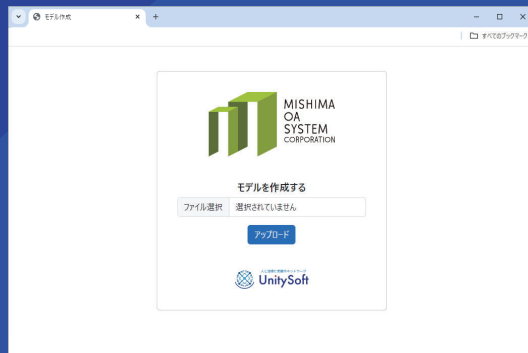 モデル作成
すべてのブックマーク
MISHIMA
OA
SYSTEM
CORPORATION
モデルを作成する
ファイル選択 選択されていません
アップロード
UnitySoft